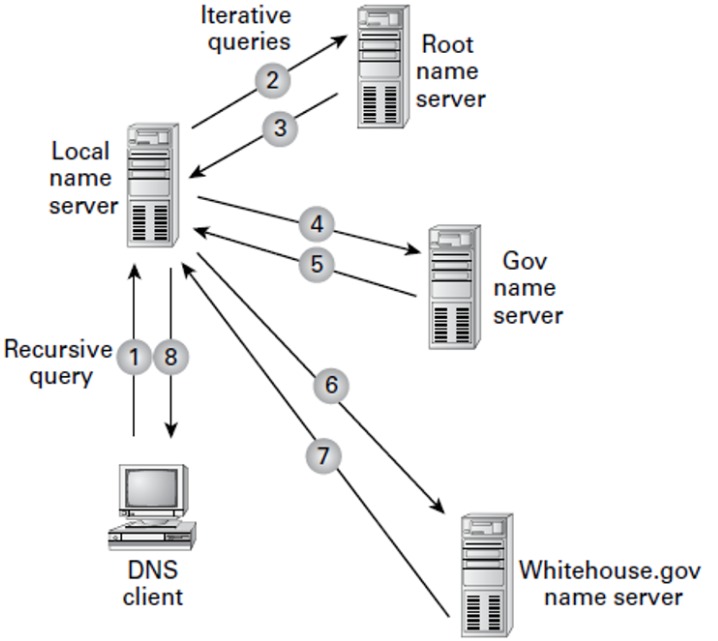 Iterative
queries
2
3
Root
name
server
Local
name
server
4
5
Gov
name
server
Recursive
query
1
8
6
7
DNS
client
Whitehouse.gov
name server